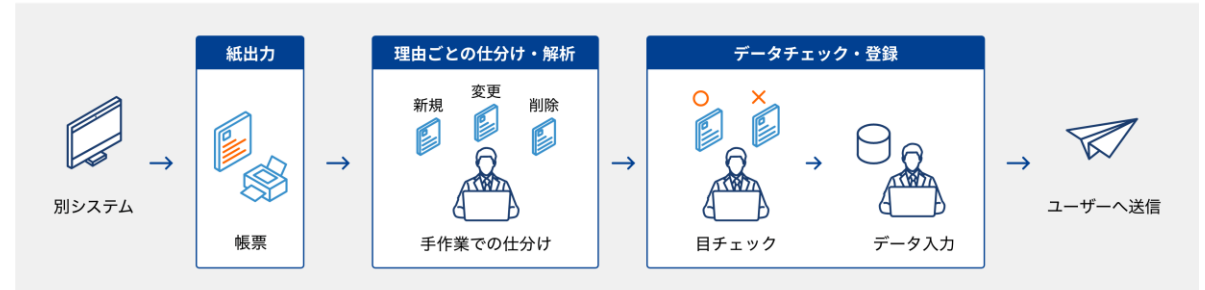 別システム
紙出力
帳票
理由ごとの仕分け・解析
新規
変更
削除
手作業での仕分け
データチェック・登録
目チェック
データ入力
ユーザーへ送信